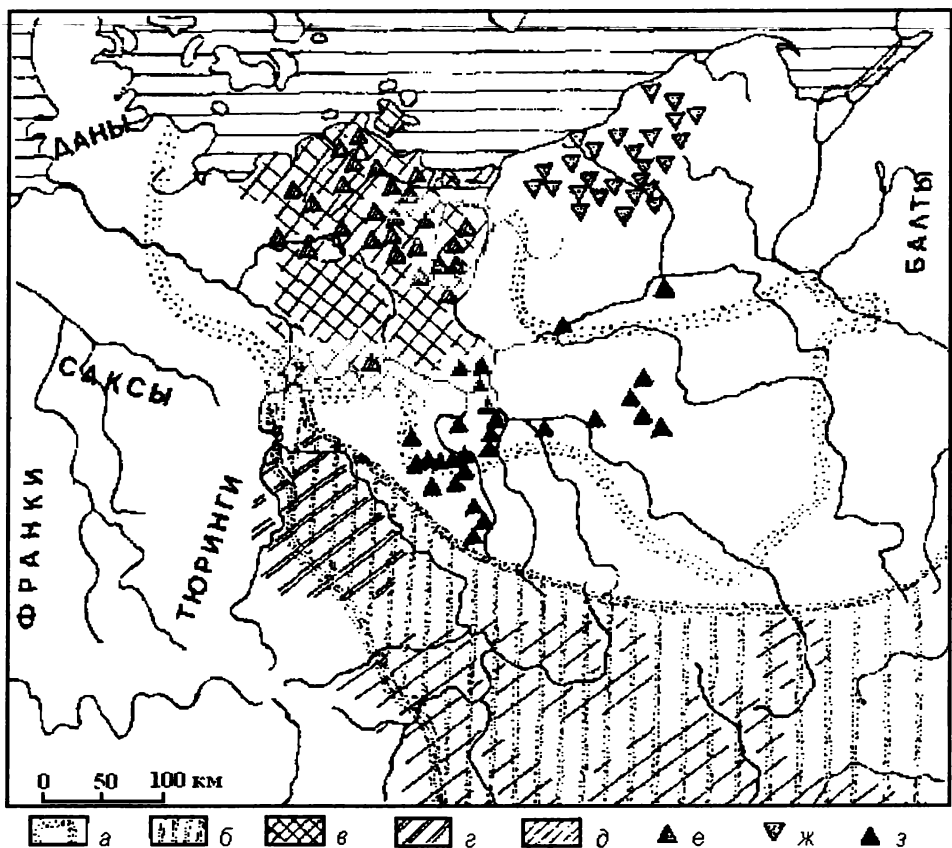 ДАНЫ
БАЛТЫ
САКСЫ
ФРАНКИ
ТЮРИНГИ
0 50 100 км
а б в г д е ж з